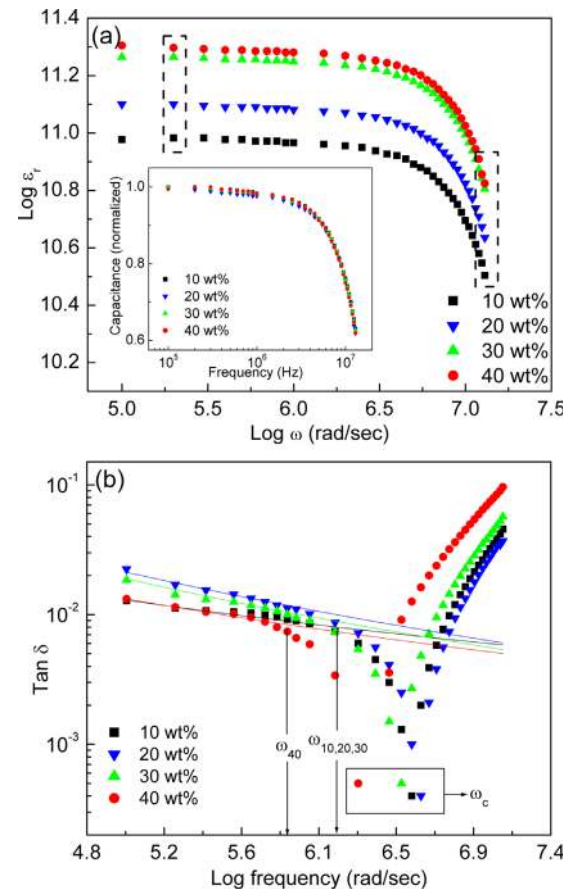 (a)
11.4
11.2
11.0
10.8
10.6
10.4
10.2
Log ε_r
5.0 5.5 6.0 6.5 7.0 7.5
Log ω (rad/sec)
10 wt%
20 wt%
30 wt%
40 wt%
Capacitance (normalized)
1.0
0.8
0.6
10 wt%
20 wt%
30 wt%
40 wt%
10^5 10^6 10^7
Frequency (Hz)
(b)
10^-1
10^-2
10^-3
Tan δ
10 wt%
20 wt%
30 wt%
40 wt%
ω_40 ω_10,20,30
ω_c
4.8 5.2 5.6 6.1 6.5 6.9 7.4
Log frequency (rad/sec)